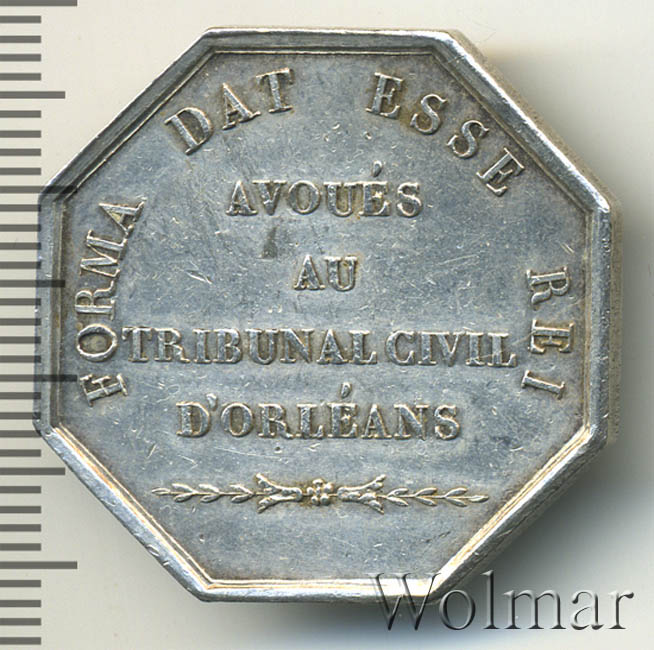 FORMA DAT ESSE REI
AVOUÉS
AU
TRIBUNAL CIVIL
D'ORLÉANS
Wolmar